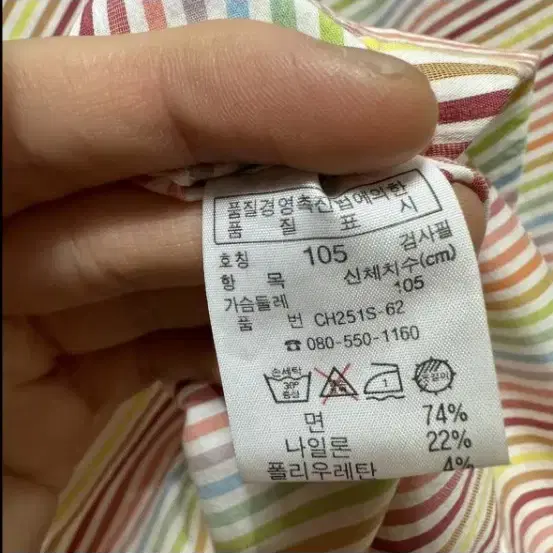 품질경영촉진법에의한
품 질 표 시
호칭 105 검사필
항 목 신체치수(cm)
가슴둘레 105
품 번 CH251S-62
☎ 080-550-1160
손세탁
30°
중성
1
옷걸이
면 74%
나일론 22%
폴리우레탄 4%